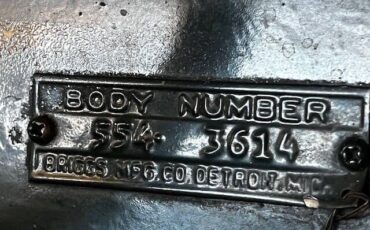 BODY NUMBER
554· 3614
BRIGGS MFG. CO. DETROIT, MICH.